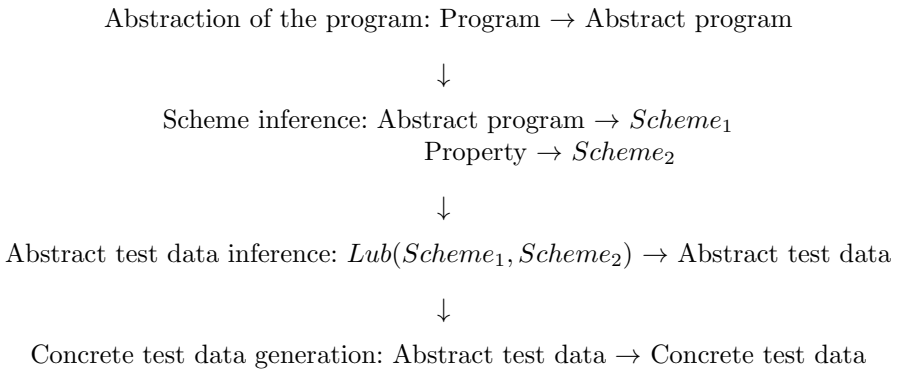 Abstraction of the program: Program → Abstract program
↓
Scheme inference: Abstract program → Scheme₁
Property → Scheme₂
↓
Abstract test data inference: Lub(Scheme₁, Scheme₂) → Abstract test data
↓
Concrete test data generation: Abstract test data → Concrete test data